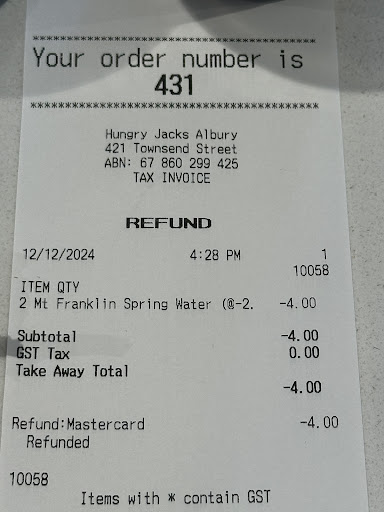 ************************************
Your order number is
431
************************************
Hungry Jacks Albury
421 Townsend Street
ABN: 67 860 299 425
TAX INVOICE
REFUND
12/12/2024 4:28 PM 1
10058
ITEM QTY
2 Mt Franklin Spring Water (@-2. -4.00
Subtotal -4.00
GST Tax 0.00
Take Away Total
-4.00
Refund:Mastercard -4.00
Refunded
10058
Items with * contain GST